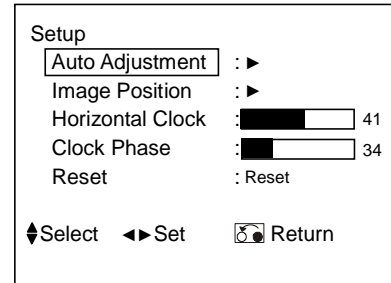 Setup
Auto Adjustment : ►
Image Position : ►
Horizontal Clock : 41
Clock Phase : 34
Reset : Reset
▲▼Select ◄►Set Return